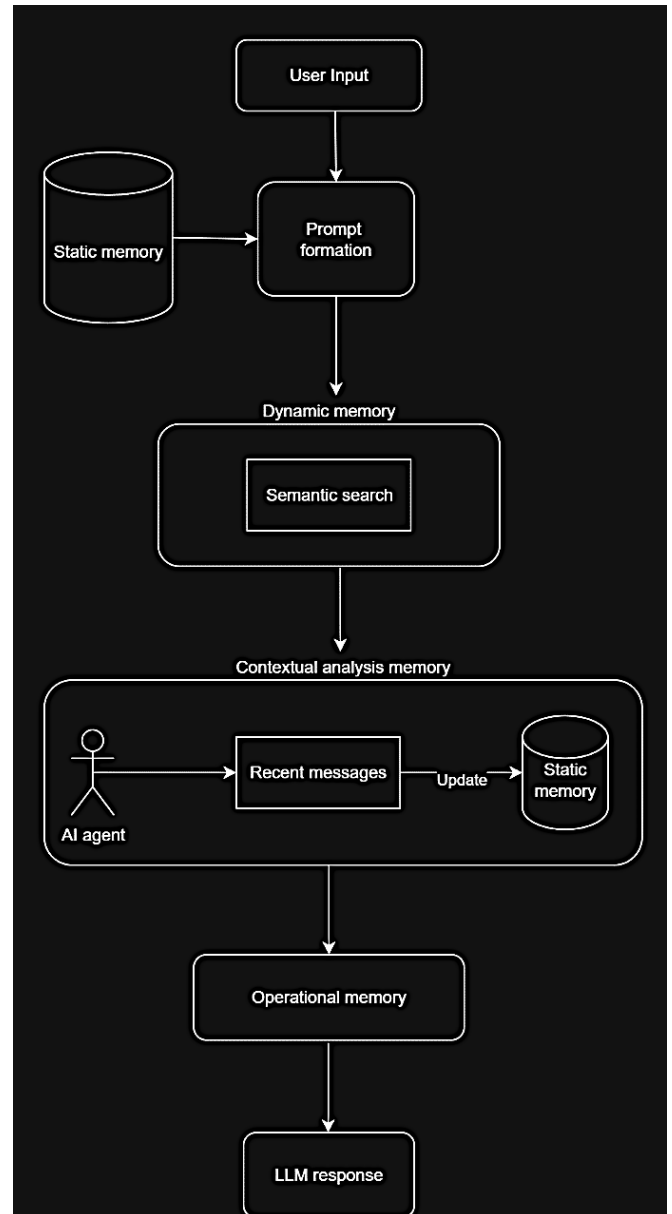 User Input
Static memory
Prompt
formation
Dynamic memory
Semantic search
Contextual analysis memory
AI agent
Recent messages
Update
Static
memory
Operational memory
LLM response